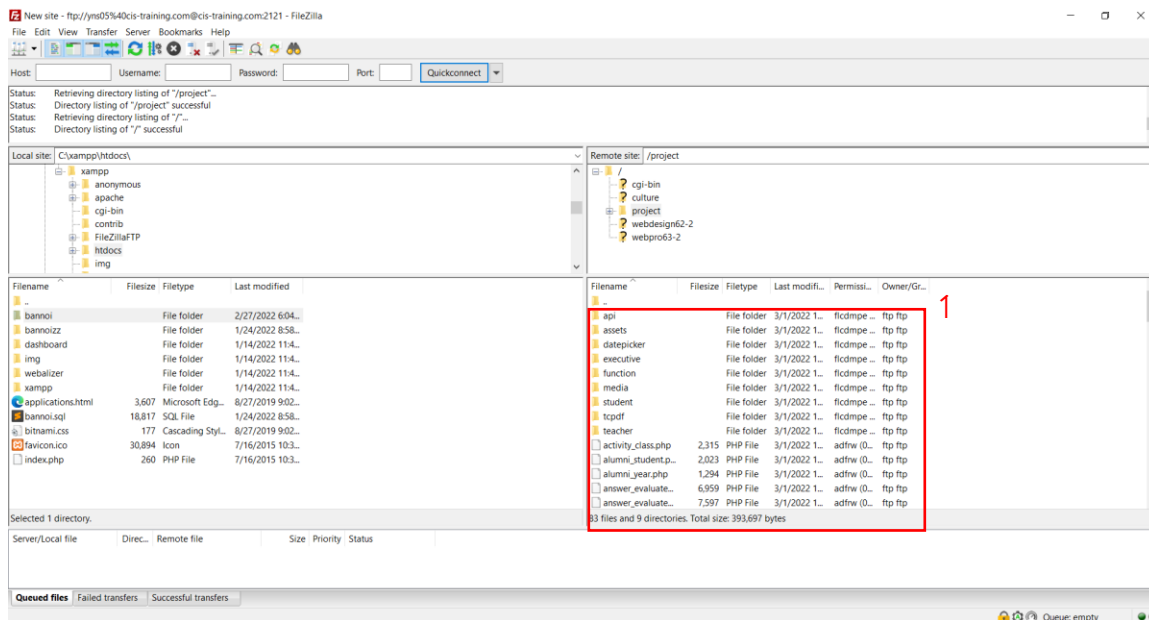 New site - ftp://yns05%40cis-training.com@cis-training.com:2121 - FileZilla
File Edit View Transfer Server Bookmarks Help
Host: Username: Password: Port: Quickconnect
Status: Retrieving directory listing of "/project"...
Status: Directory listing of "/project" successful
Status: Retrieving directory listing of "/"...
Status: Directory listing of "/" successful
Local site: C:\xampp\htdocs\
xampp
anonymous
apache
cgi-bin
contrib
FileZillaFTP
htdocs
img
Remote site: /project
/
cgi-bin
culture
project
webdesign62-2
webpro63-2
Filename Filesize Filetype Last modified
..
bannoi File folder 2/27/2022 6:04...
bannoizz File folder 1/24/2022 8:58...
dashboard File folder 1/14/2022 11:4...
img File folder 1/14/2022 11:4...
webalizer File folder 1/14/2022 11:4...
xampp File folder 1/14/2022 11:4...
applications.html 3,607 Microsoft Edg... 8/27/2019 9:02...
bannoi.sql 18,817 SQL File 1/24/2022 8:58...
bitnami.css 177 Cascading Styl... 8/27/2019 9:02...
favicon.ico 30,894 Icon 7/16/2015 10:3...
index.php 260 PHP File 7/16/2015 10:3...
Selected 1 directory.
Filename Filesize Filetype Last modifi... Permissi... Owner/Gr...
..
1
api File folder 3/1/2022 1... flcdmpe ... ftp ftp
assets File folder 3/1/2022 1... flcdmpe ... ftp ftp
datepicker File folder 3/1/2022 1... flcdmpe ... ftp ftp
executive File folder 3/1/2022 1... flcdmpe ... ftp ftp
function File folder 3/1/2022 1... flcdmpe ... ftp ftp
media File folder 3/1/2022 1... flcdmpe ... ftp ftp
student File folder 3/1/2022 1... flcdmpe ... ftp ftp
tcpdf File folder 3/1/2022 1... flcdmpe ... ftp ftp
teacher File folder 3/1/2022 1... flcdmpe ... ftp ftp
activity_class.php 2,315 PHP File 3/1/2022 1... adfrw (0... ftp ftp
alumni_student.p... 2,023 PHP File 3/1/2022 1... adfrw (0... ftp ftp
alumni_year.php 1,294 PHP File 3/1/2022 1... adfrw (0... ftp ftp
answer_evaluate... 6,959 PHP File 3/1/2022 1... adfrw (0... ftp ftp
answer_evaluate... 7,597 PHP File 3/1/2022 1... adfrw (0... ftp ftp
files and 9 directories. Total size: 393,697 bytes
Server/Local file Direc... Remote file Size Priority Status
Queued files Failed transfers Successful transfers
Queue: empty